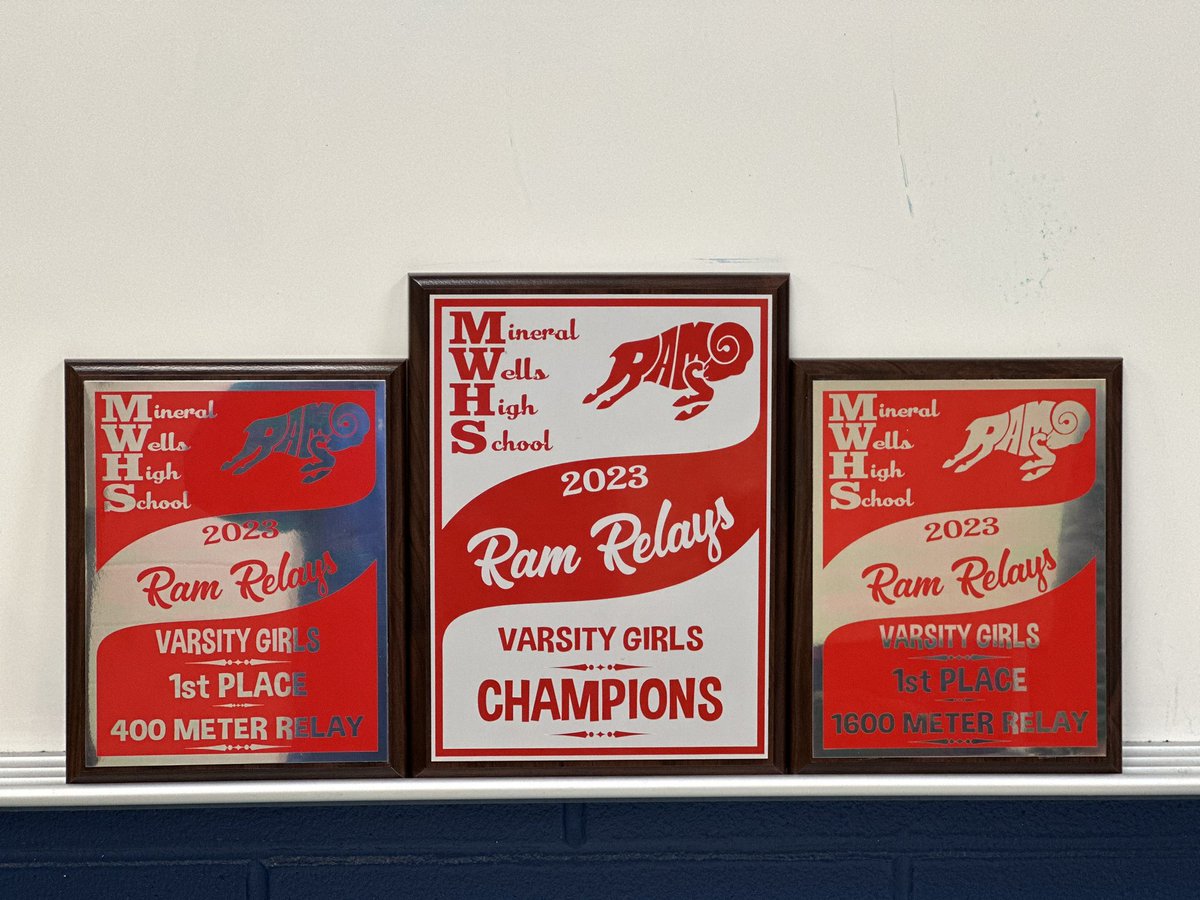 Mineral
Wells
High
School
RAMS
2023
Ram Relays
VARSITY GIRLS
1st PLACE
400 METER RELAY
Mineral
Wells
High
School
RAMS
2023
Ram Relays
VARSITY GIRLS
CHAMPIONS
Mineral
Wells
High
School
RAMS
2023
Ram Relays
VARSITY GIRLS
1st PLACE
1600 METER RELAY